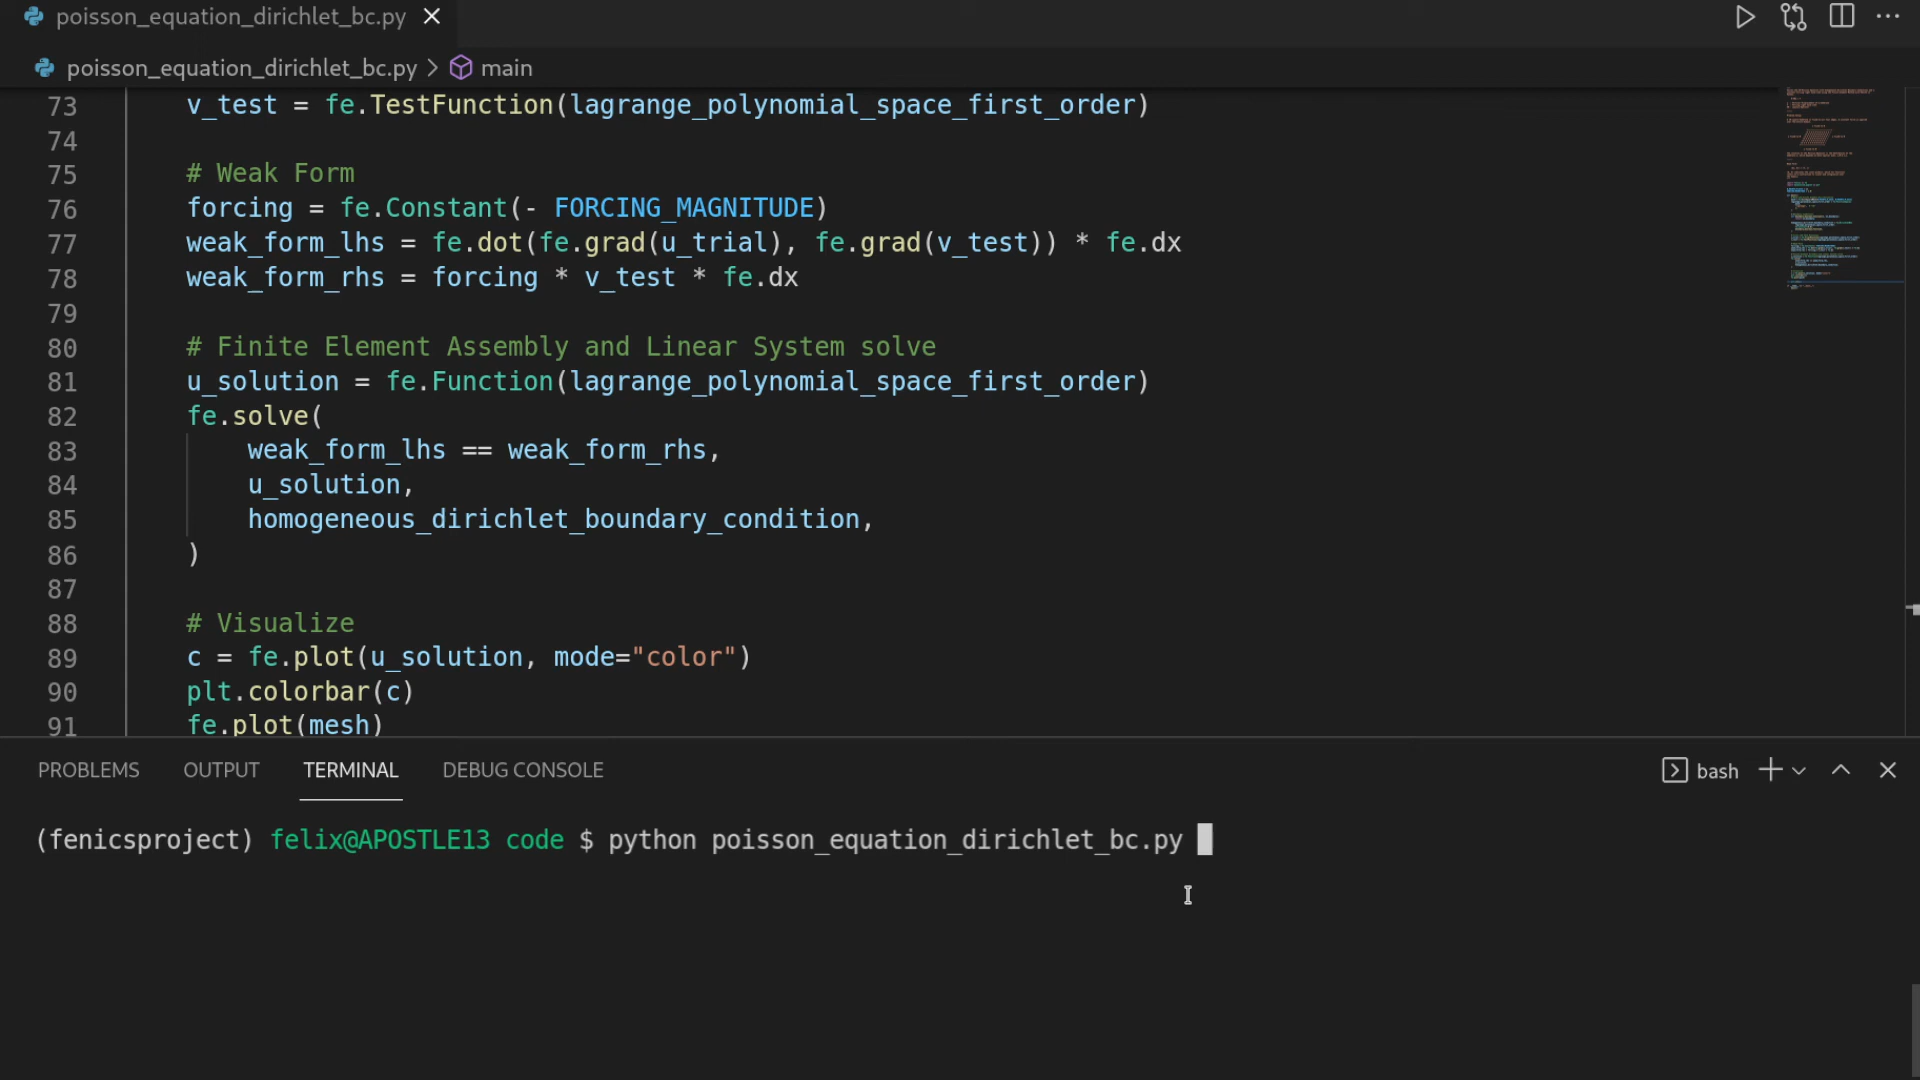 poisson_equation_dirichlet_bc.py
poisson_equation_dirichlet_bc.py > main
73 v_test = fe.TestFunction(lagrange_polynomial_space_first_order)
74
75 # Weak Form
76 forcing = fe.Constant(- FORCING_MAGNITUDE)
77 weak_form_lhs = fe.dot(fe.grad(u_trial), fe.grad(v_test)) * fe.dx
78 weak_form_rhs = forcing * v_test * fe.dx
79
80 # Finite Element Assembly and Linear System solve
81 u_solution = fe.Function(lagrange_polynomial_space_first_order)
82 fe.solve(
83 weak_form_lhs == weak_form_rhs,
84 u_solution,
85 homogeneous_dirichlet_boundary_condition,
86 )
87
88 # Visualize
89 c = fe.plot(u_solution, mode="color")
90 plt.colorbar(c)
91 fe.plot(mesh)
PROBLEMS OUTPUT TERMINAL DEBUG CONSOLE bash
(fenicsproject) felix@APOSTLE13 code $ python poisson_equation_dirichlet_bc.py